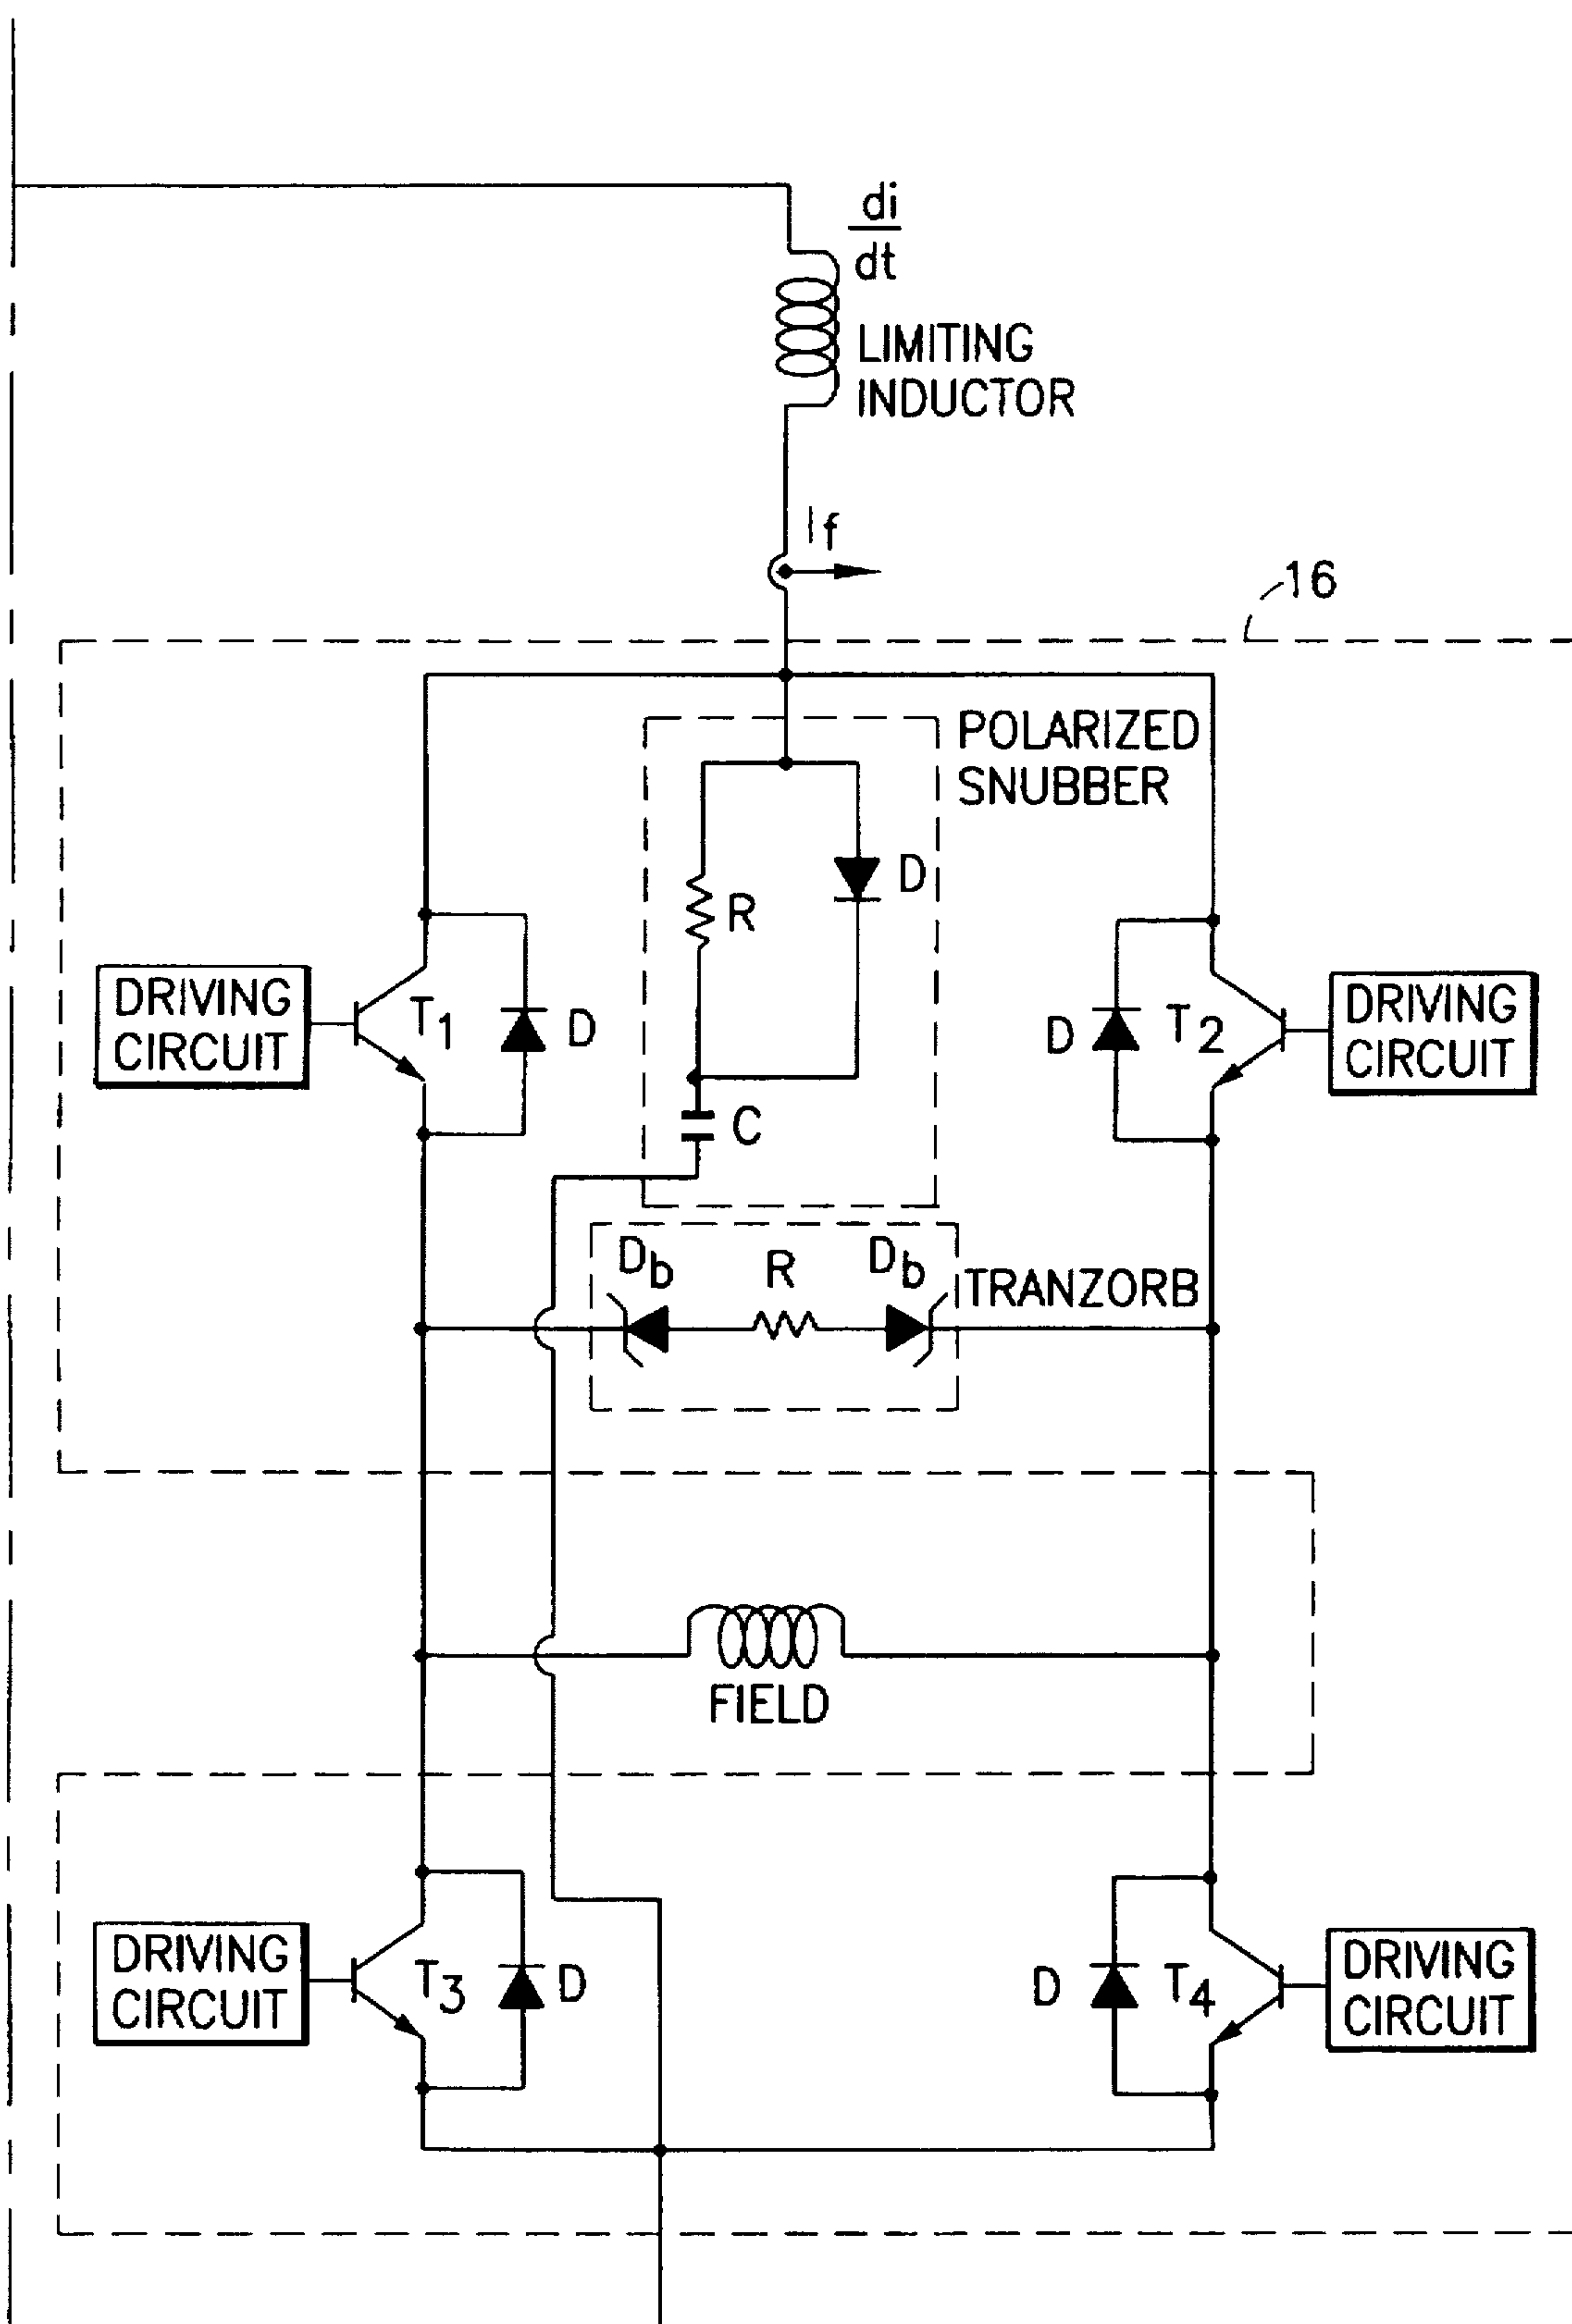 di
dt
LIMITING
INDUCTOR
If
16
POLARIZED
SNUBBER
R
D
DRIVING
CIRCUIT
T1
D
D
T2
DRIVING
CIRCUIT
C
Db
R
Db
TRANZORB
FIELD
DRIVING
CIRCUIT
T3
D
D
T4
DRIVING
CIRCUIT